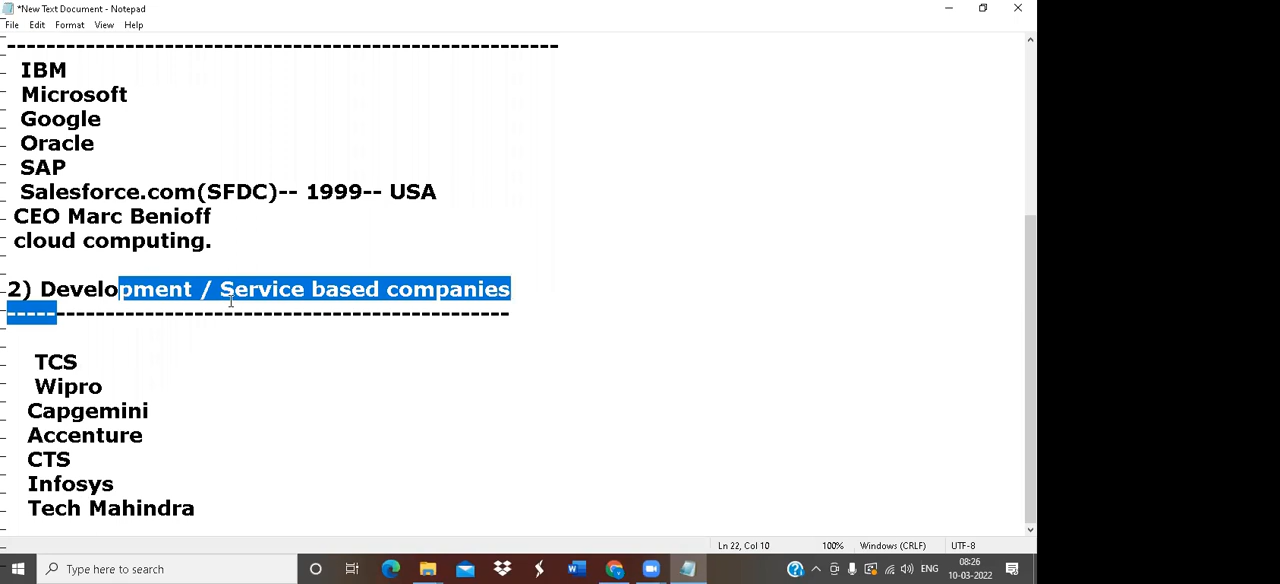 *New Text Document - Notepad
File Edit Format View Help
-------------------------------------------------------
IBM
Microsoft
Google
Oracle
SAP
Salesforce.com(SFDC)-- 1999-- USA
CEO Marc Benioff
cloud computing.
2) Development / Service based companies
--------------------------------------------------
TCS
Wipro
Capgemini
Accenture
CTS
Infosys
Tech Mahindra
Ln 22, Col 10 100% Windows (CRLF) UTF-8
Type here to search ENG 08:26
10-03-2022